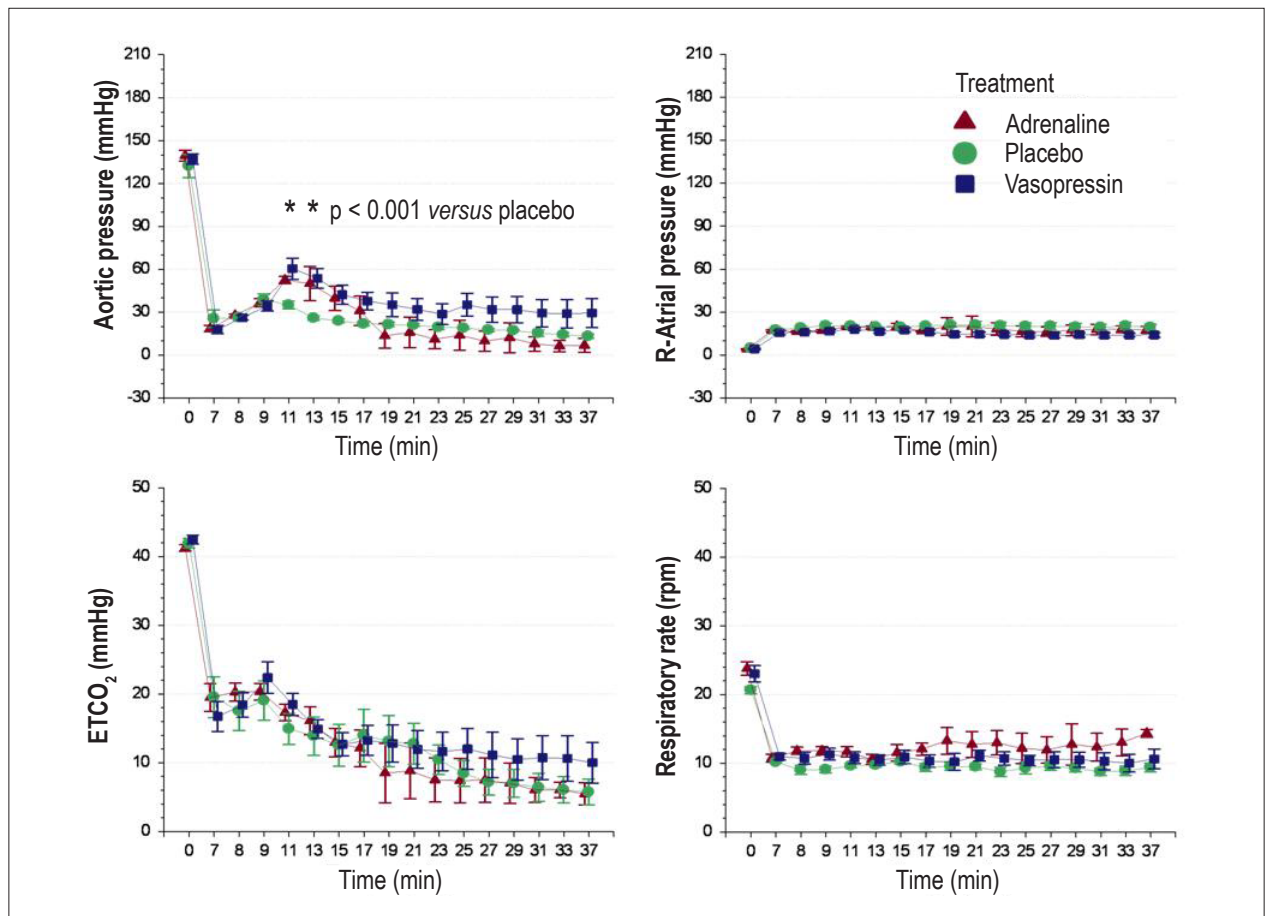 Aortic pressure (mmHg)
210
180
150
120
90
60
30
0
-30
* * p < 0.001 versus placebo
0 7 8 9 11 13 15 17 19 21 23 25 27 29 31 33 37
Time (min)
R-Atrial pressure (mmHg)
210
180
150
120
90
60
30
0
-30
Treatment
Adrenaline
Placebo
Vasopressin
0 7 8 9 11 13 15 17 19 21 23 25 27 29 31 33 37
Time (min)
ETCO₂ (mmHg)
50
40
30
20
10
0
0 7 8 9 11 13 15 17 19 21 23 25 27 29 31 33 37
Time (min)
Respiratory rate (rpm)
50
40
30
20
10
0
0 7 8 9 11 13 15 17 19 21 23 25 27 29 31 33 37
Time (min)